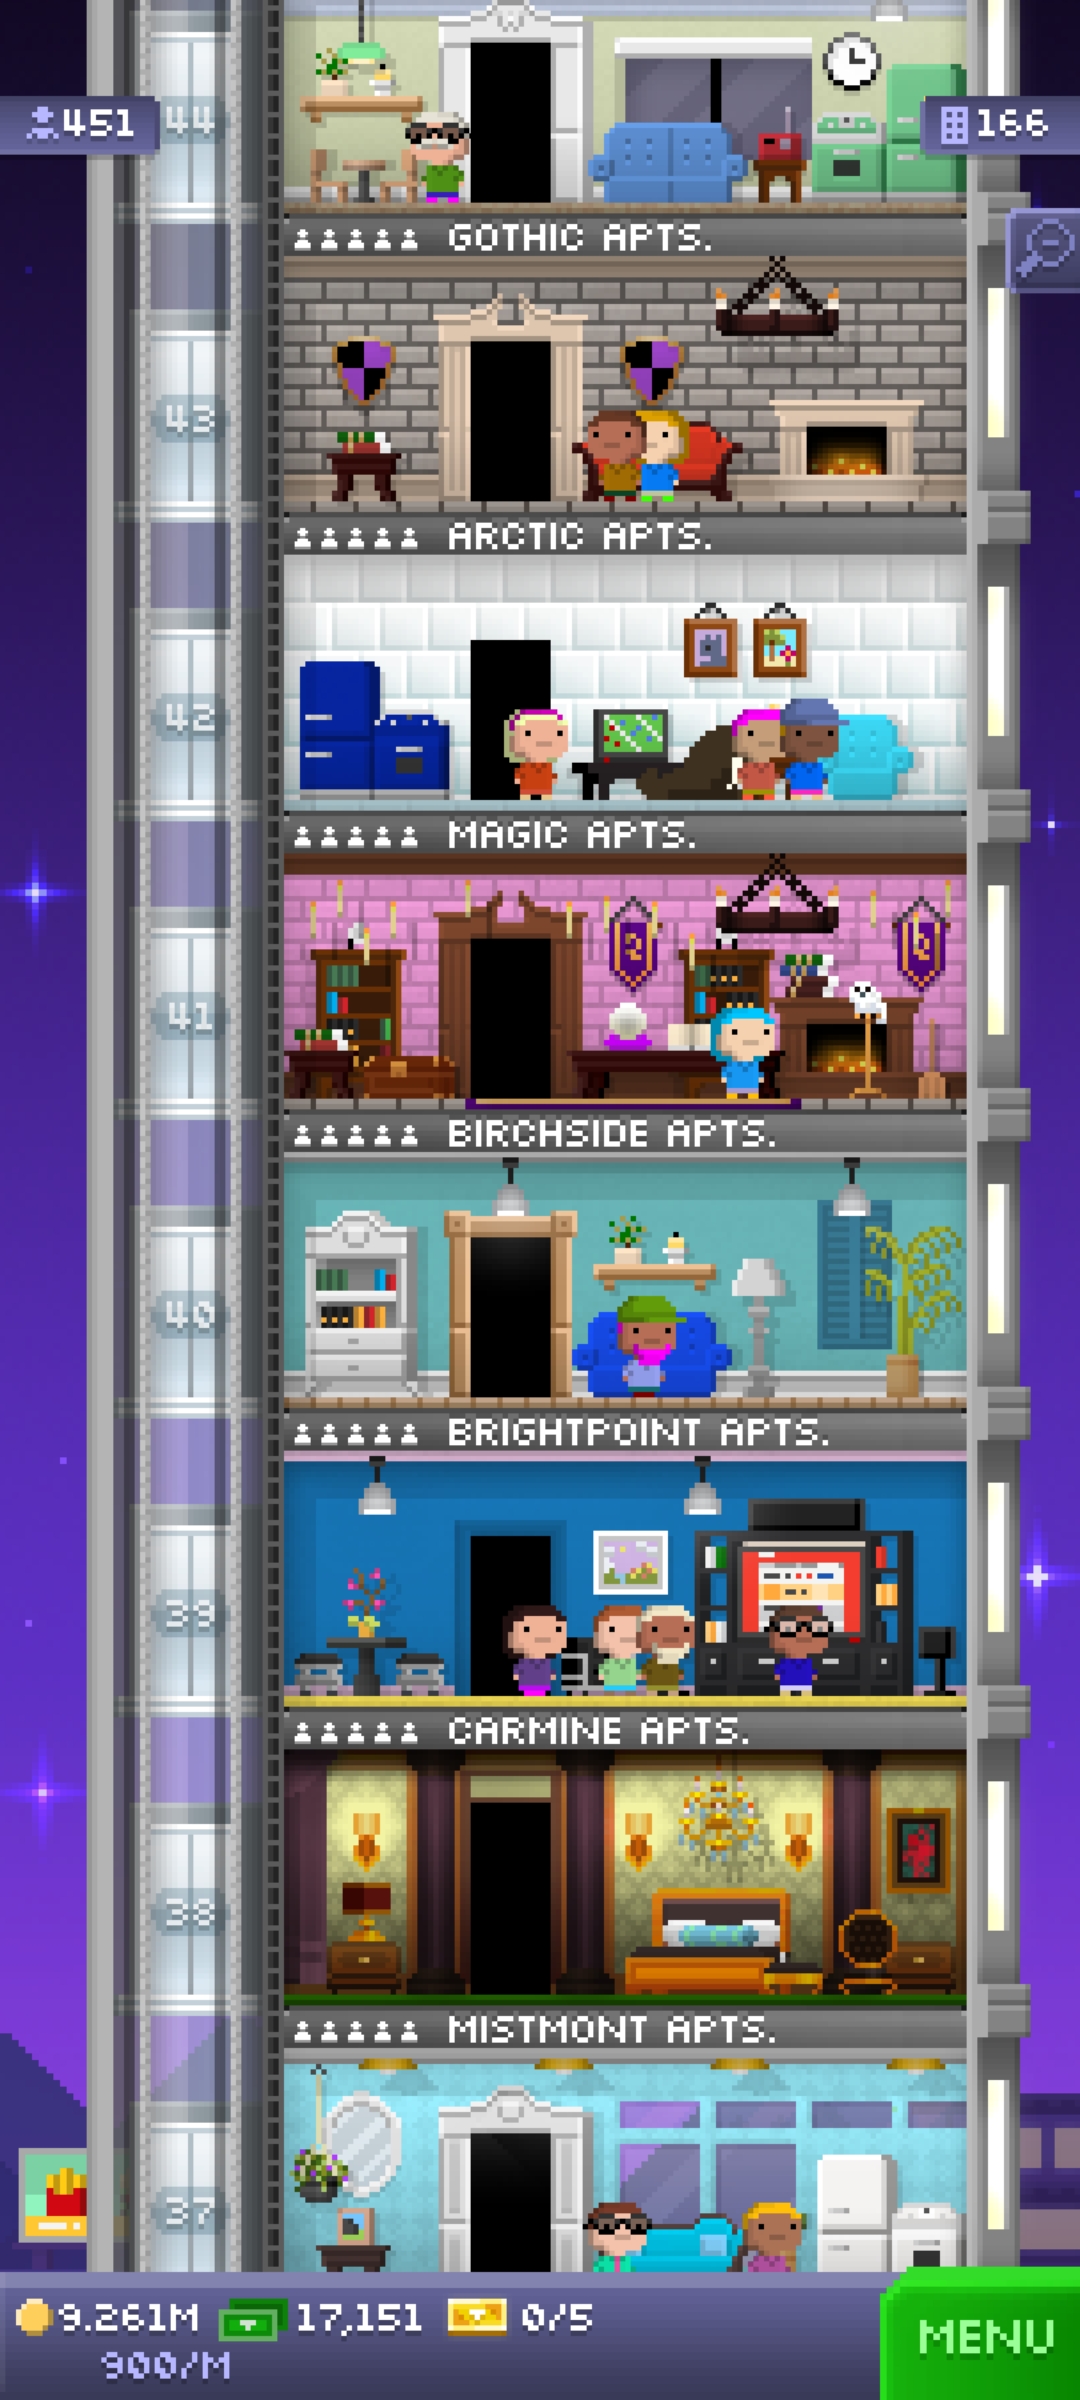 451
44
166
GOTHIC APTS.
43
ARCTIC APTS.
42
MAGIC APTS.
41
BIRCHSIDE APTS.
40
BRIGHTPOINT APTS.
39
CARMINE APTS.
38
MISTMONT APTS.
37
9.261M 17,151 0/5
900/M
MENU